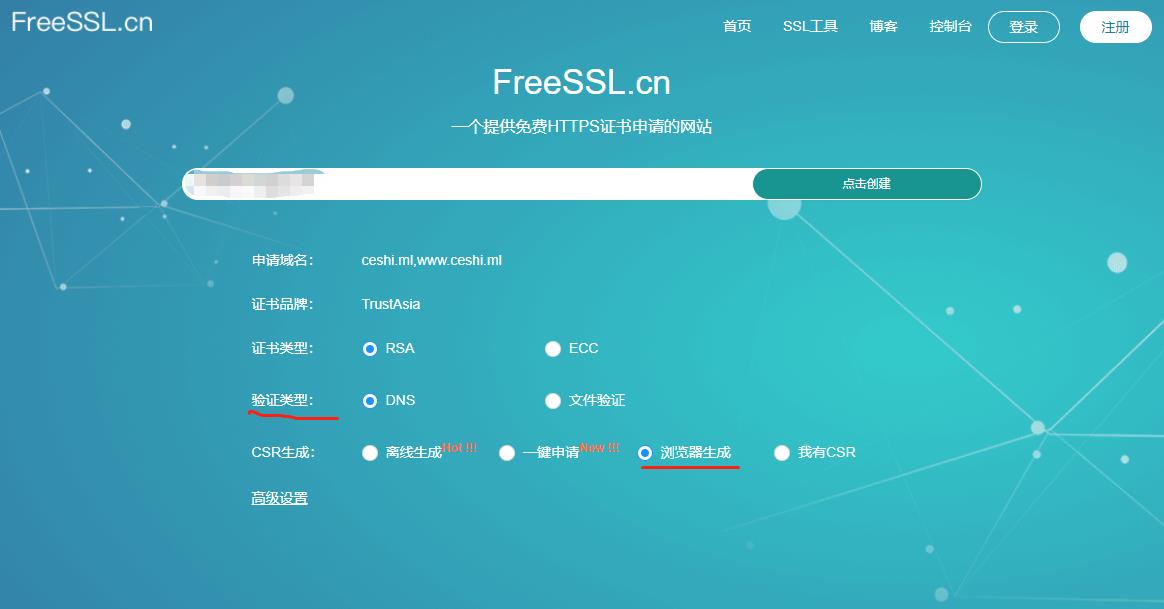 FreeSSL.cn
首页 SSL工具 博客 控制台 登录 注册
FreeSSL.cn
一个提供免费HTTPS证书申请的网站
点击创建
申请域名： ceshi.ml,www.ceshi.ml
证书品牌： TrustAsia
证书类型： RSA ECC
验证类型： DNS 文件验证
CSR生成： 离线生成Hot !!! 一键申请New !!! 浏览器生成 我有CSR
高级设置